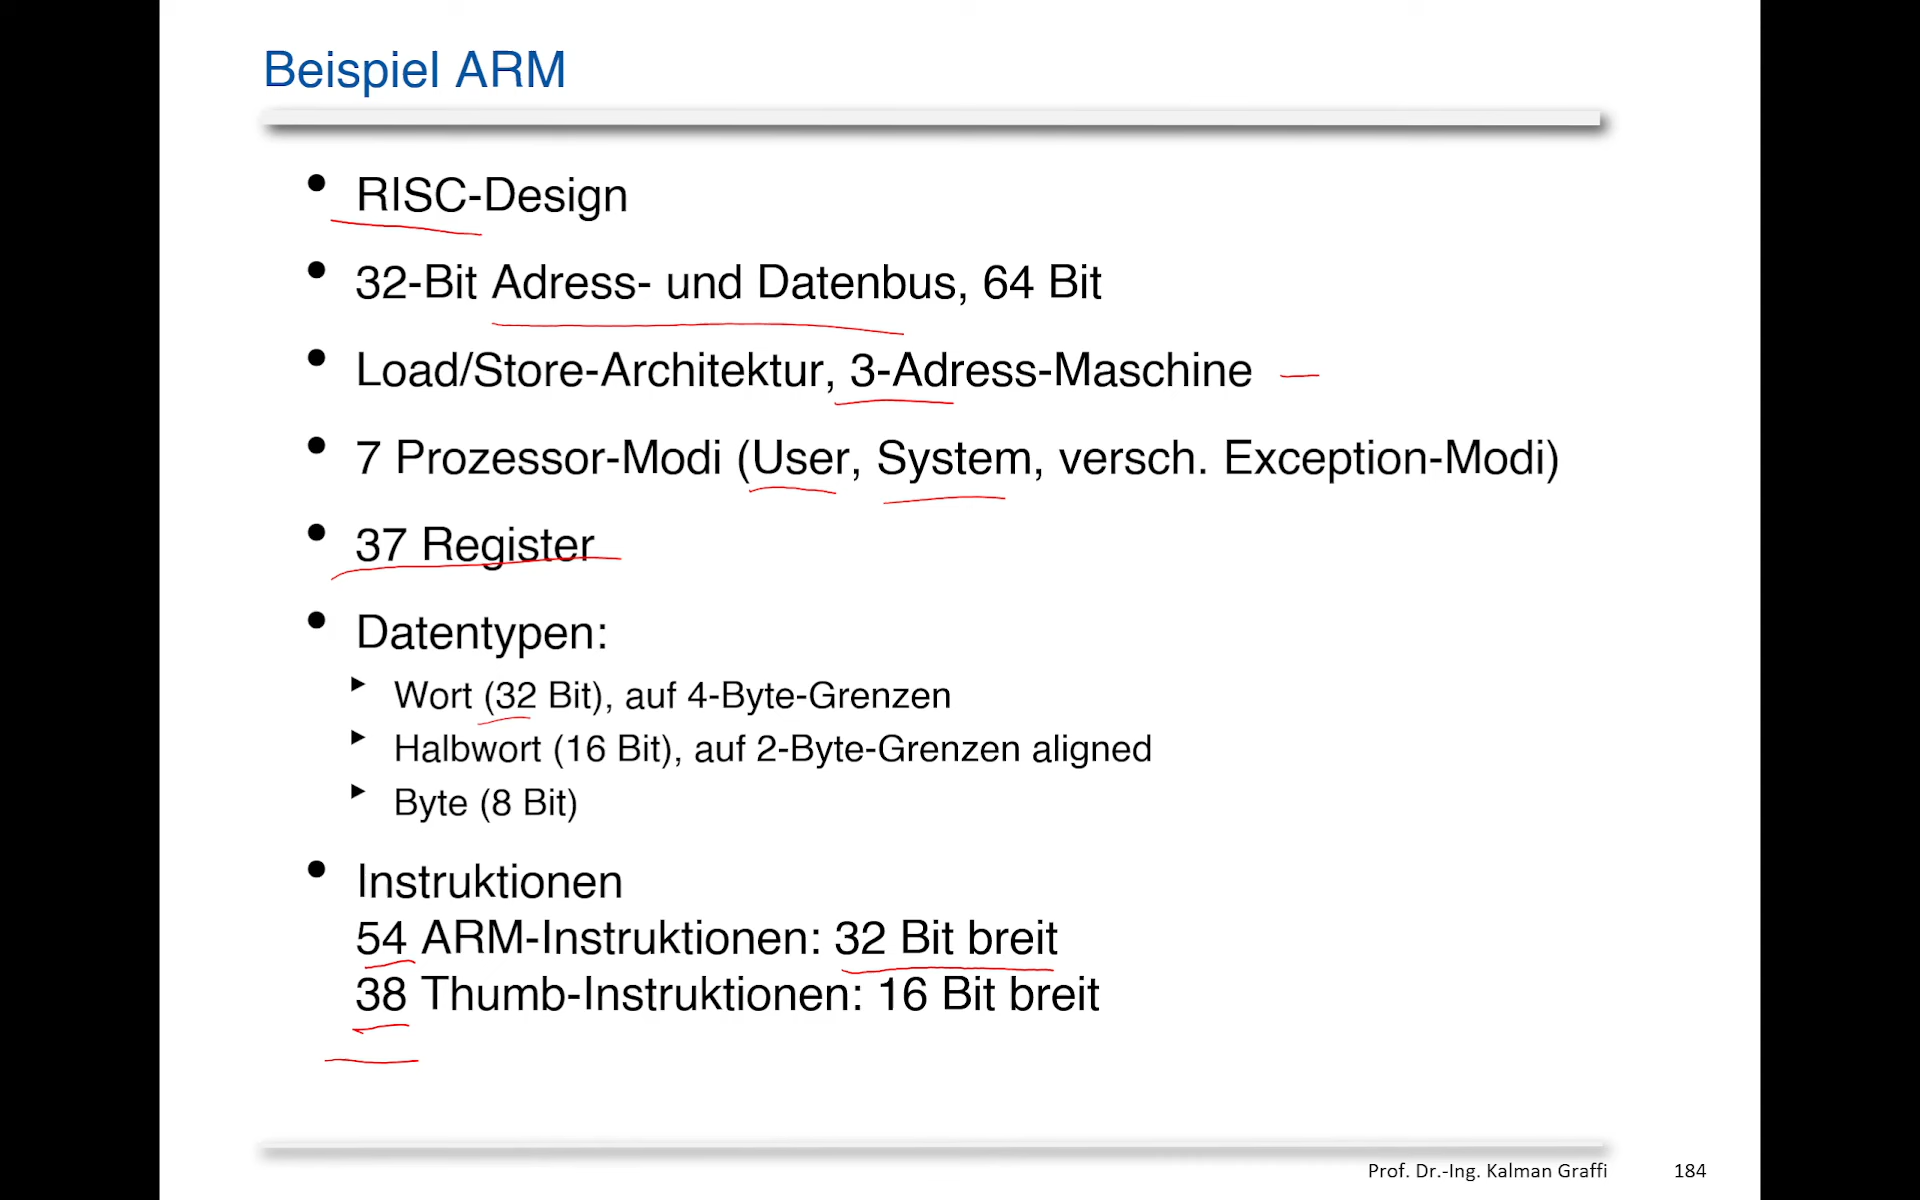 Beispiel ARM
• RISC-Design
• 32-Bit Adress- und Datenbus, 64 Bit
• Load/Store-Architektur, 3-Adress-Maschine
• 7 Prozessor-Modi (User, System, versch. Exception-Modi)
• 37 Register
• Datentypen:
▸ Wort (32 Bit), auf 4-Byte-Grenzen
▸ Halbwort (16 Bit), auf 2-Byte-Grenzen aligned
▸ Byte (8 Bit)
• Instruktionen
54 ARM-Instruktionen: 32 Bit breit
38 Thumb-Instruktionen: 16 Bit breit
Prof. Dr.-Ing. Kalman Graffi 184